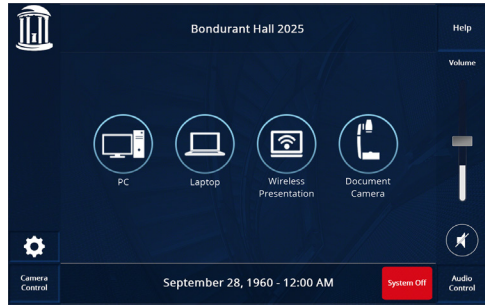 Bondurant Hall 2025
Help
Volume
PC
Laptop
Wireless
Presentation
Document
Camera
Camera
Control
September 28, 1960 - 12:00 AM
System Off
Audio
Control